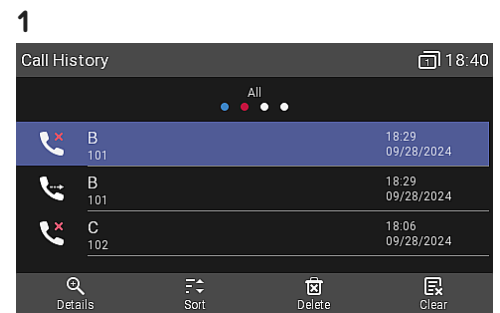 1
Call History 1 18:40
All
B 18:29
101 09/28/2024
B 18:29
101 09/28/2024
C 18:06
102 09/28/2024
Details Sort Delete Clear